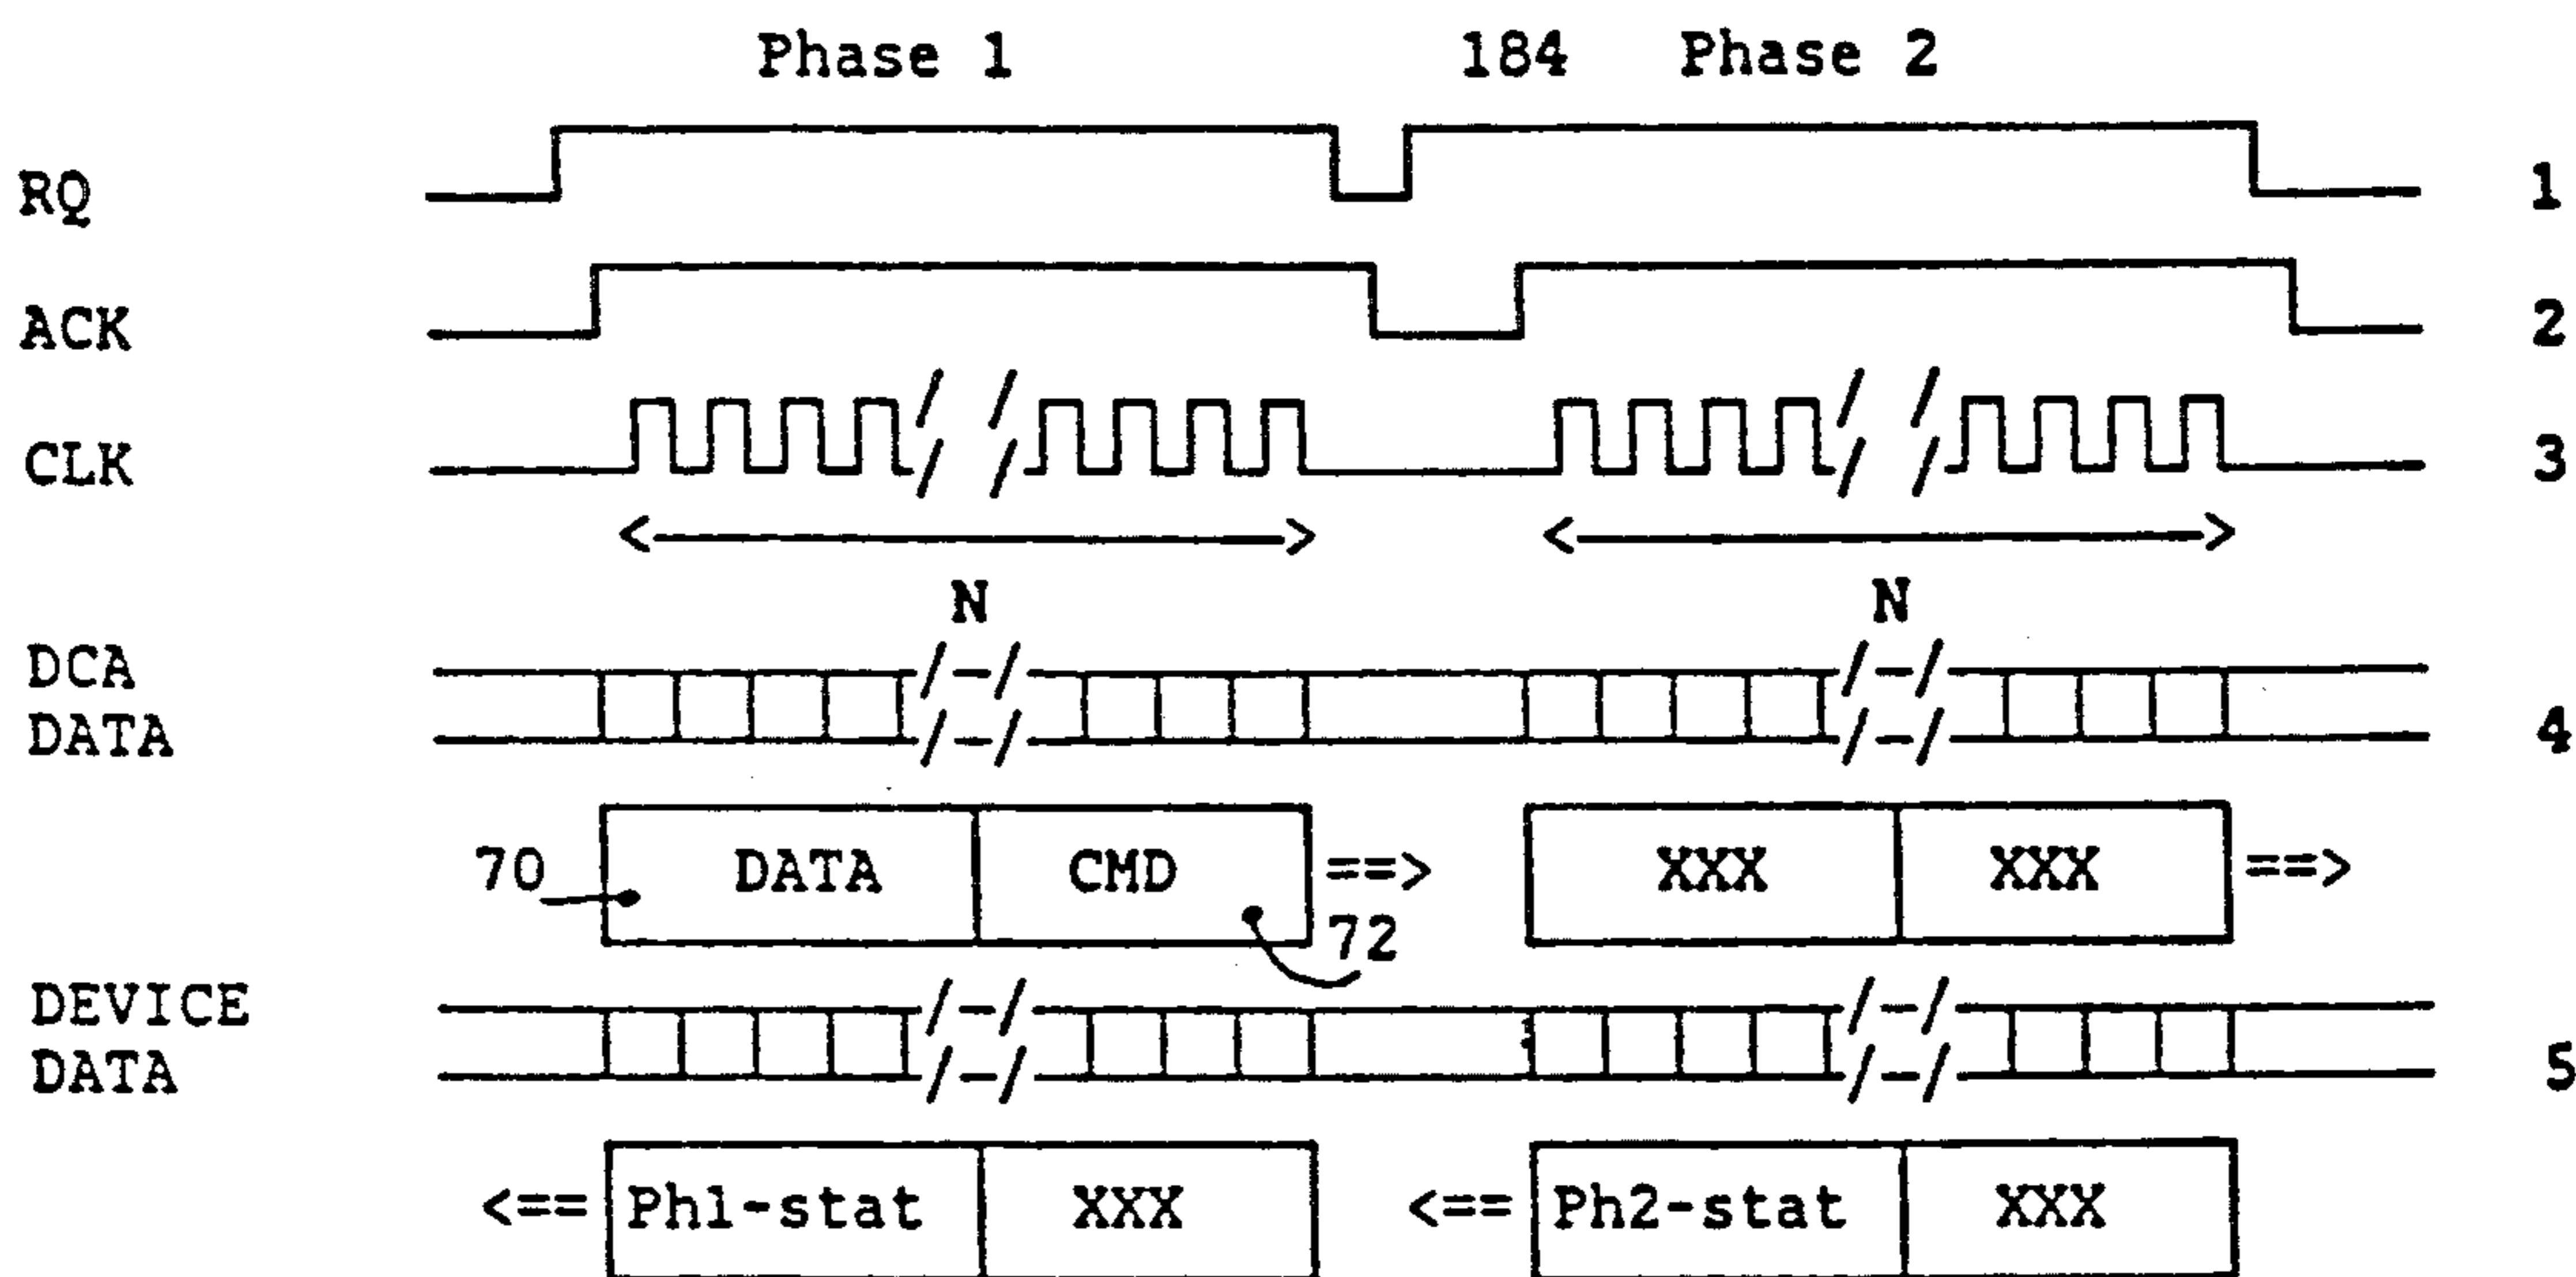 Phase 1 184 Phase 2
RQ 1
ACK 2
CLK 3
N N
DCA
DATA 4
70 DATA CMD ==> XXX XXX ==>
72
DEVICE
DATA 5
<== Ph1-stat XXX <== Ph2-stat XXX